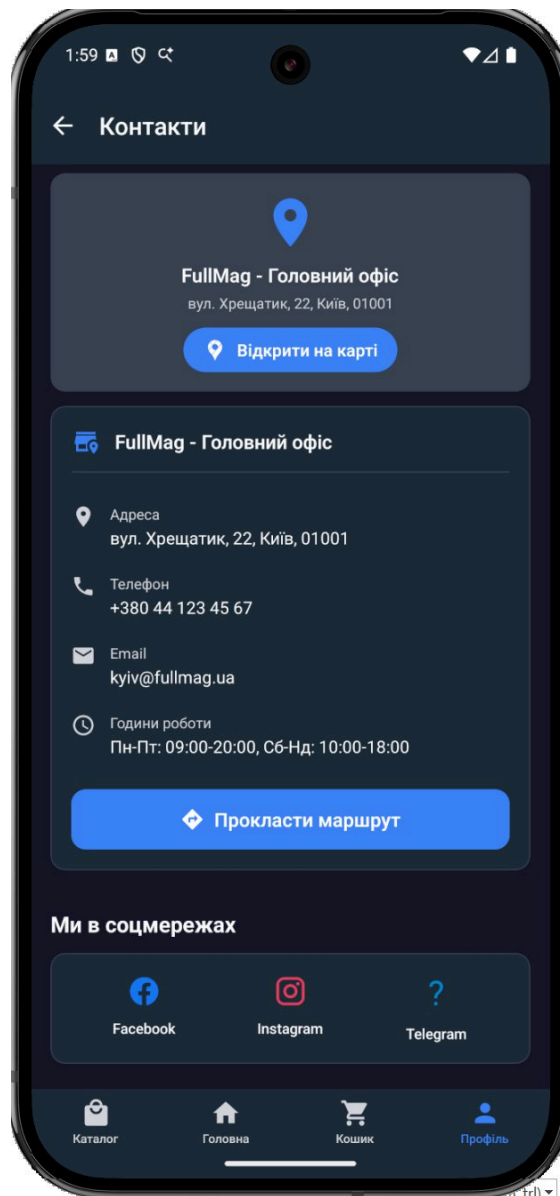 1:59
Контакти
FullMag - Головний офіс
вул. Хрещатик, 22, Київ, 01001
Відкрити на карті
FullMag - Головний офіс
Адреса
вул. Хрещатик, 22, Київ, 01001
Телефон
+380 44 123 45 67
Email
kyiv@fullmag.ua
Години роботи
Пн-Пт: 09:00-20:00, Сб-Нд: 10:00-18:00
Прокласти маршрут
Ми в соцмережах
?
Facebook Instagram Telegram
Каталог Головна Кошик Профіль